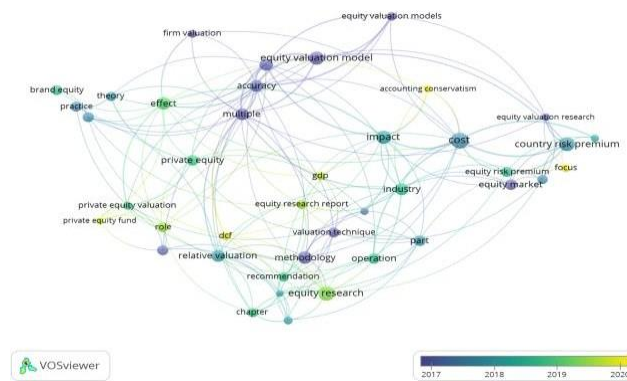 equity valuation models
firm valuation
equity valuation model
accuracy
brand equity
theory
practice
effect
accounting conservatism
multiple
equity valuation research
impact
cost
country risk premium
private equity
focus
equity risk premium
gdp
equity market
industry
private equity valuation
equity research report
private equity fund
role
dcf
valuation technique
part
relative valuation
methodology
operation
recommendation
equity research
chapter
VOSviewer
2017 2018 2019 2020